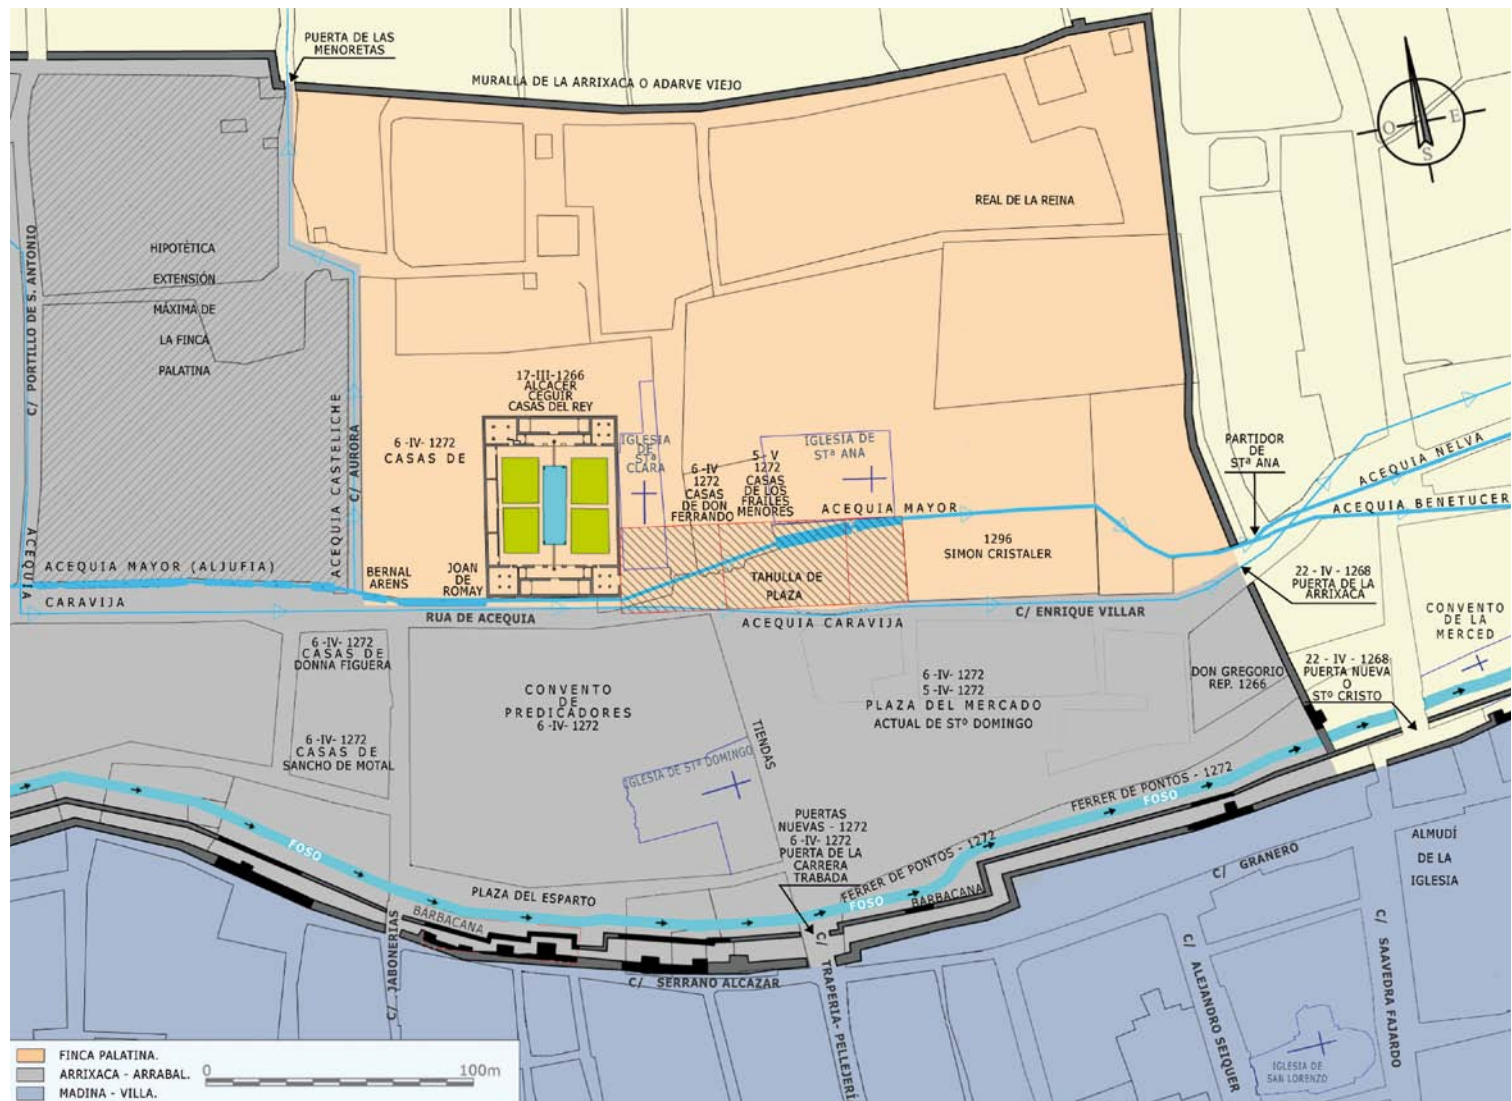 PUERTA DE LAS
MENORETAS
MURALLA DE LA ARRIXACA O ADARVE VIEJO
O
E
S
REAL DE LA REINA
HIPOTÉTICA
EXTENSIÓN
MÁXIMA DE
LA FINCA
PALATINA
C/ PORTILLO DE S. ANTONIO
ACEQUIA
ACEQUIA CASTELICHE
C/ AURORA
17-III-1266
ALCACER
CEGUIR
CASAS DEL REY
6 -IV- 1272
CASAS DE
IGLESIA
DE
STª
CLARA
6 -IV
1272
CASAS
DE DON
FERRANDO
5 - V
1272
CASAS
DE LOS
FRAILES
MENORES
IGLESIA DE
STª ANA
ACEQUIA MAYOR
PARTIDOR
DE
STª ANA
ACEQUIA NELVA
ACEQUIA BENETUCER
1296
SIMON CRISTALER
ACEQUIA MAYOR (ALJUFIA)
BERNAL
ARENS
JOAN
DE
ROMAY
TAHULLA DE
PLAZA
22 - IV - 1268
PUERTA DE LA
ARRIXACA
CARAVIJA
RUA DE ACEQUIA
ACEQUIA CARAVIJA
C/ ENRIQUE VILLAR
CONVENTO
DE LA
MERCED
6 -IV- 1272
CASAS DE
DONNA FIGUERA
CONVENTO
DE
PREDICADORES
6 -IV- 1272
6 -IV- 1272
5 -IV-1272
PLAZA DEL MERCADO
ACTUAL DE STº DOMINGO
DON GREGORIO
REP. 1266
22 - IV - 1268
PUERTA NUEVA
O
STº CRISTO
6 -IV- 1272
CASAS DE
SANCHO DE MOTAL
TIENDAS
IGLESIA DE STº DOMINGO
FERRER DE PONTOS - 1272
FOSO
PUERTAS
NUEVAS - 1272
6 -IV- 1272
PUERTA DE LA
CARRERA
TRABADA
FERRER DE PONTOS - 1272
FOSO
BARBACANA
FOSO
PLAZA DEL ESPARTO
BARBACANA
C/ JABONERIAS
C/ SERRANO ALCAZAR
C/ TRAPERIA- PELLEJERÍ
C/ GRANERO
C/ ALEJANDRO SEIQUER
C/ SAAVEDRA FAJARDO
ALMUDÍ
DE LA
IGLESIA
IGLESIA DE
SAN LORENZO
FINCA PALATINA.
ARRIXACA - ARRABAL.
MADINA - VILLA.
0 100m